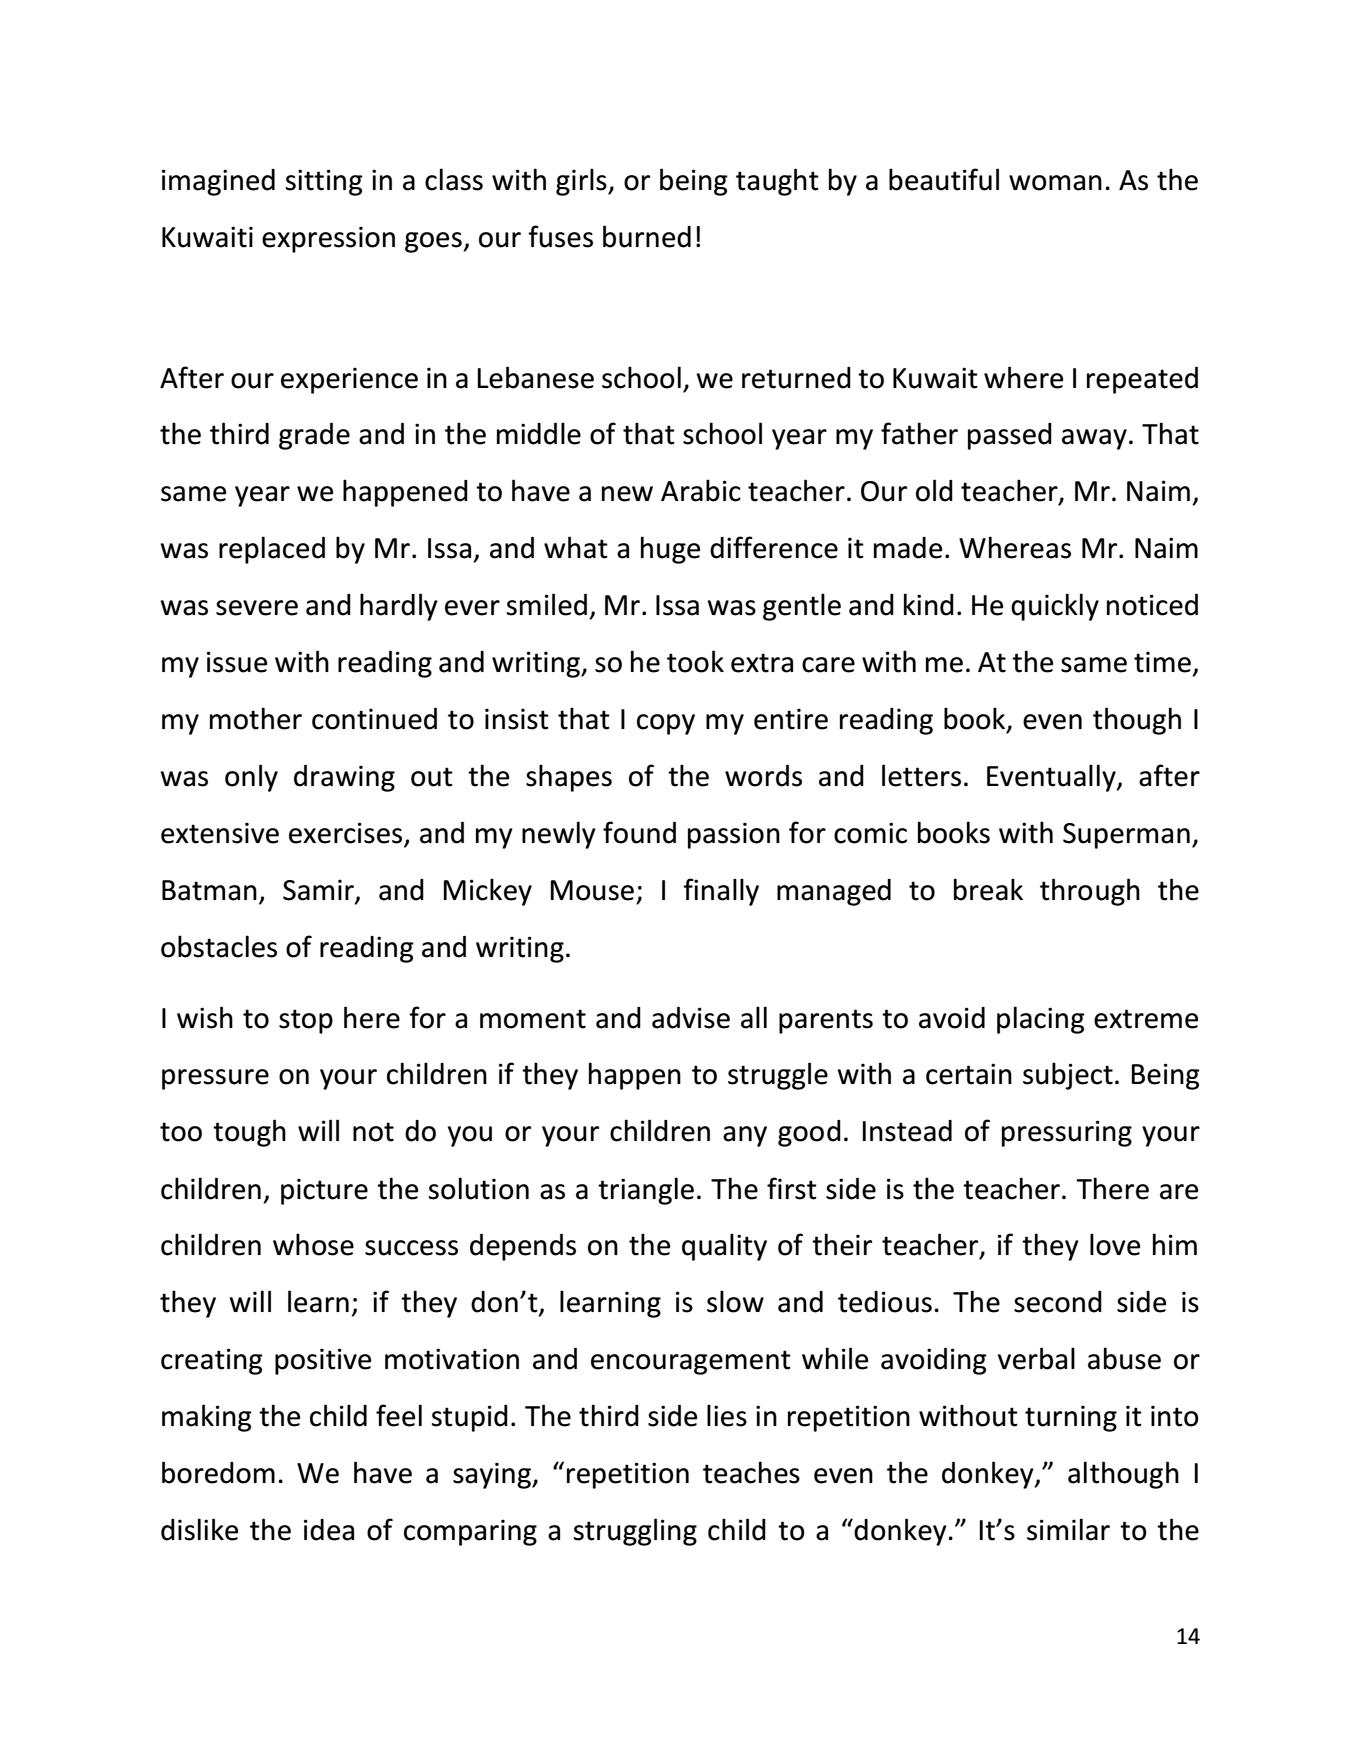 imagined sitting in a class with girls, or being taught by a beautiful woman. As the
Kuwaiti expression goes, our fuses burned!
After our experience in a Lebanese school, we returned to Kuwait where I repeated
the third grade and in the middle of that school year my father passed away. That
same year we happened to have a new Arabic teacher. Our old teacher, Mr. Naim,
was replaced by Mr. Issa, and what a huge difference it made. Whereas Mr. Naim
was severe and hardly ever smiled, Mr. Issa was gentle and kind. He quickly noticed
my issue with reading and writing, so he took extra care with me. At the same time,
my mother continued to insist that I copy my entire reading book, even though I
was only drawing out the shapes of the words and letters. Eventually, after
extensive exercises, and my newly found passion for comic books with Superman,
Batman, Samir, and Mickey Mouse; I finally managed to break through the
obstacles of reading and writing.
I wish to stop here for a moment and advise all parents to avoid placing extreme
pressure on your children if they happen to struggle with a certain subject. Being
too tough will not do you or your children any good. Instead of pressuring your
children, picture the solution as a triangle. The first side is the teacher. There are
children whose success depends on the quality of their teacher, if they love him
they will learn; if they don’t, learning is slow and tedious. The second side is
creating positive motivation and encouragement while avoiding verbal abuse or
making the child feel stupid. The third side lies in repetition without turning it into
boredom. We have a saying, “repetition teaches even the donkey,” although I
dislike the idea of comparing a struggling child to a “donkey.” It’s similar to the
14